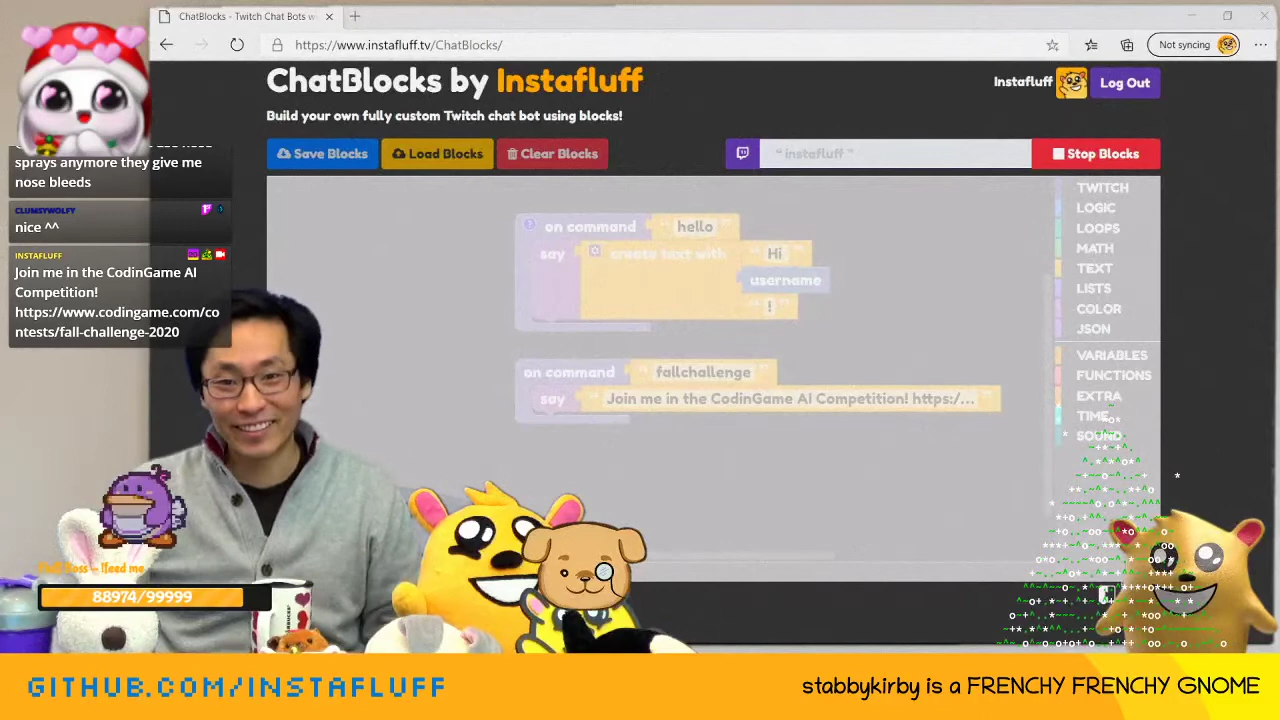 ChatBlocks - Twitch Chat Bots w
https://www.instafluff.tv/ChatBlocks/
Not syncing
ChatBlocks by Instafluff
Instafluff
Log Out
Build your own fully custom Twitch chat bot using blocks!
Save Blocks
Load Blocks
Clear Blocks
" instafluff "
Stop Blocks
sprays anymore they give me
nose bleeds
CLUMSYWOLFY
nice ^^
INSTAFLUFF
Join me in the CodinGame AI
Competition!
https://www.codingame.com/co
ntests/fall-challenge-2020
on command " hello "
say create text with " Hi "
username
" ! "
on command " fallchallenge "
say " Join me in the CodinGame AI Competition! https:/... "
TWITCH
LOGIC
LOOPS
MATH
TEXT
LISTS
COLOR
JSON
VARIABLES
FUNCTIONS
EXTRA
TIME
SOUND
!feed me
88974/99999
GITHUB.COM/INSTAFLUFF
stabbykirby is a FRENCHY FRENCHY GNOME